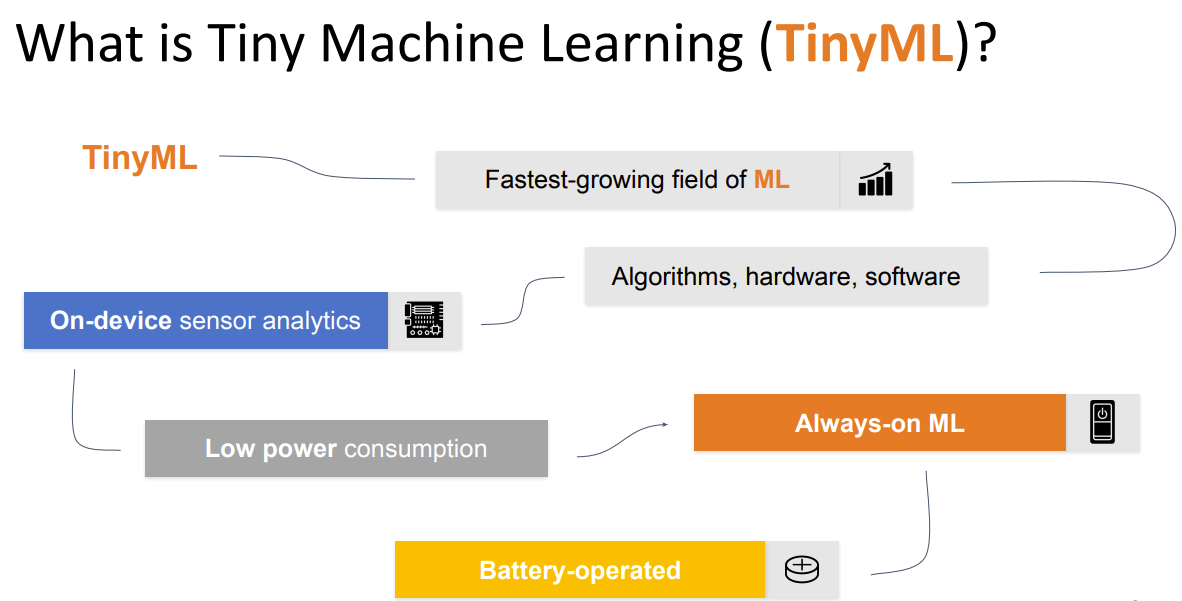 What is Tiny Machine Learning (TinyML)?
TinyML
Fastest-growing field of ML
Algorithms, hardware, software
On-device sensor analytics
Low power consumption
Always-on ML
Battery-operated